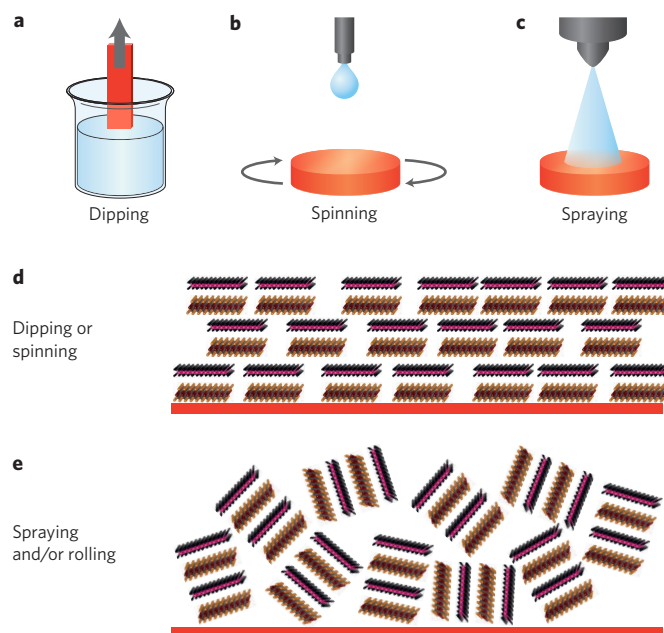 a
b
c
Dipping
Spinning
Spraying
d
Dipping or
spinning
e
Spraying
and/or rolling